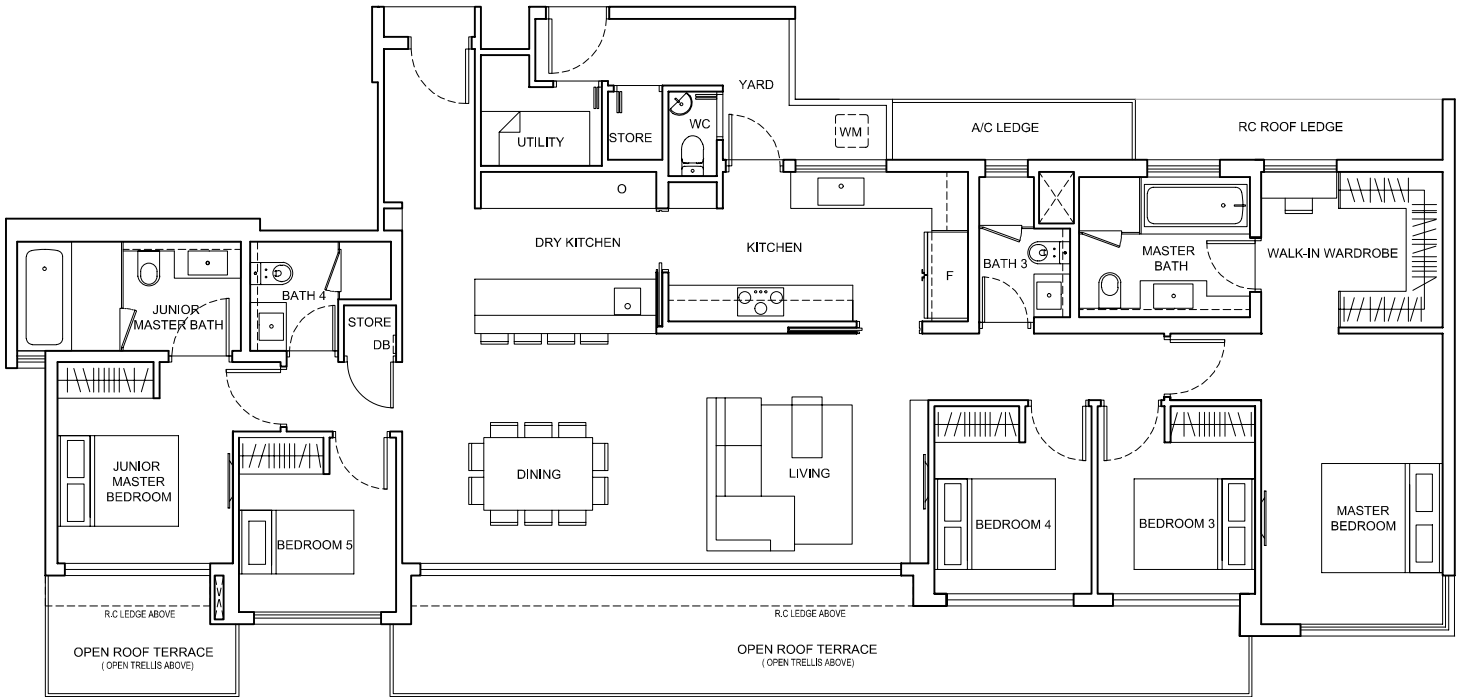 YARD
UTILITY
STORE
WC
WM
A/C LEDGE
RC ROOF LEDGE
DRY KITCHEN
KITCHEN
F
BATH 3
MASTER
BATH
WALK-IN WARDROBE
JUNIOR
MASTER BATH
BATH 4
STORE
DB
JUNIOR
MASTER
BEDROOM
BEDROOM 5
DINING
LIVING
BEDROOM 4
BEDROOM 3
MASTER
BEDROOM
R.C LEDGE ABOVE
R.C LEDGE ABOVE
OPEN ROOF TERRACE
( OPEN TRELLIS ABOVE)
OPEN ROOF TERRACE
( OPEN TRELLIS ABOVE)